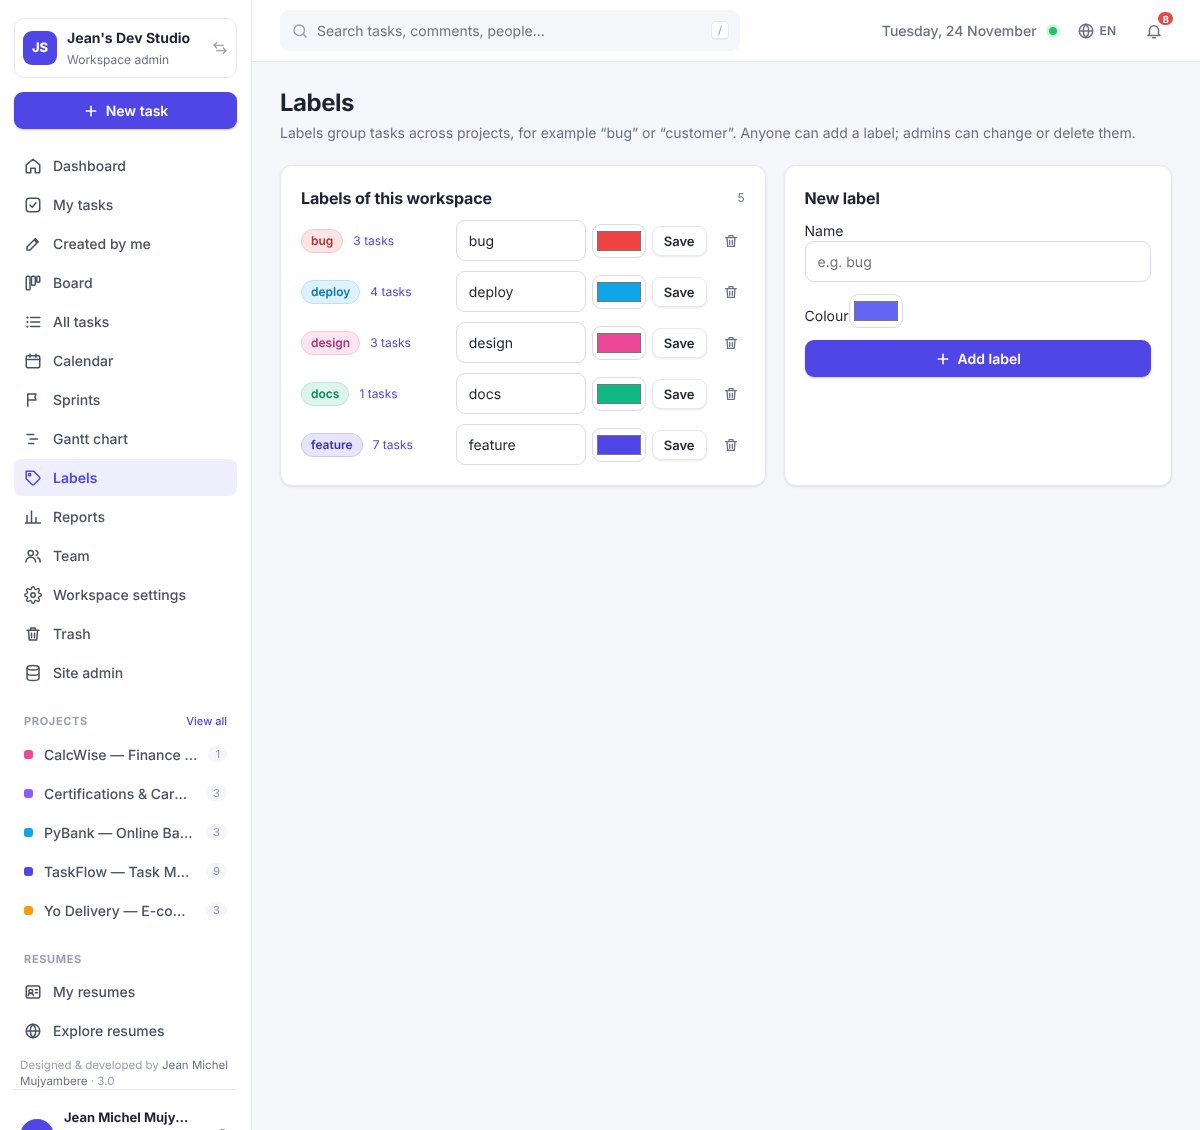 JS
Jean's Dev Studio
Workspace admin
New task
Dashboard
My tasks
Created by me
Board
All tasks
Calendar
Sprints
Gantt chart
Labels
Reports
Team
Workspace settings
Trash
Site admin
PROJECTS View all
CalcWise — Finance ... 1
Certifications & Car... 3
PyBank — Online Ba... 3
TaskFlow — Task M... 9
Yo Delivery — E-co... 3
RESUMES
My resumes
Explore resumes
Designed & developed by Jean Michel
Mujyambere · 3.0
Jean Michel Mujy...
Search tasks, comments, people... /
Tuesday, 24 November EN 8
Labels
Labels group tasks across projects, for example “bug” or “customer”. Anyone can add a label; admins can change or delete them.
Labels of this workspace 5
bug 3 tasks bug Save
deploy 4 tasks deploy Save
design 3 tasks design Save
docs 1 tasks docs Save
feature 7 tasks feature Save
New label
Name
e.g. bug
Colour
Add label